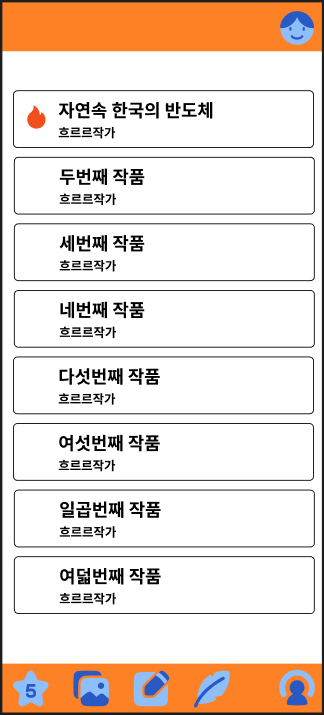 자연속 한국의 반도체
흐르르작가
두번째 작품
흐르르작가
세번째 작품
흐르르작가
네번째 작품
흐르르작가
다섯번째 작품
흐르르작가
여섯번째 작품
흐르르작가
일곱번째 작품
흐르르작가
여덟번째 작품
흐르르작가
5